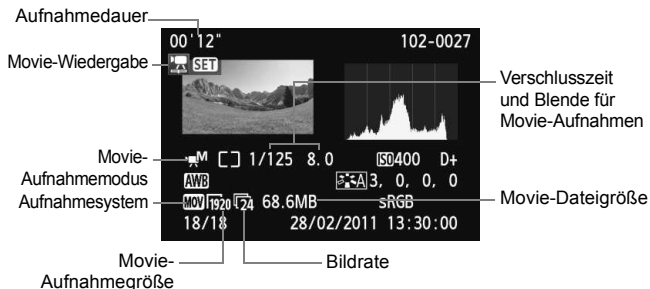 Aufnahmedauer
00'12" 102-0027
Movie-Wiedergabe
SET
Verschlusszeit
und Blende für
Movie-Aufnahmen
Movie-
Aufnahmemodus
M 1/125 8.0 ISO400 D+
AWB A3, 0, 0, 0
Aufnahmesystem
MOV 1920 24 68.6MB sRGB
Movie-Dateigröße
18/18 28/02/2011 13:30:00
Movie-
Aufnahmegröße
Bildrate